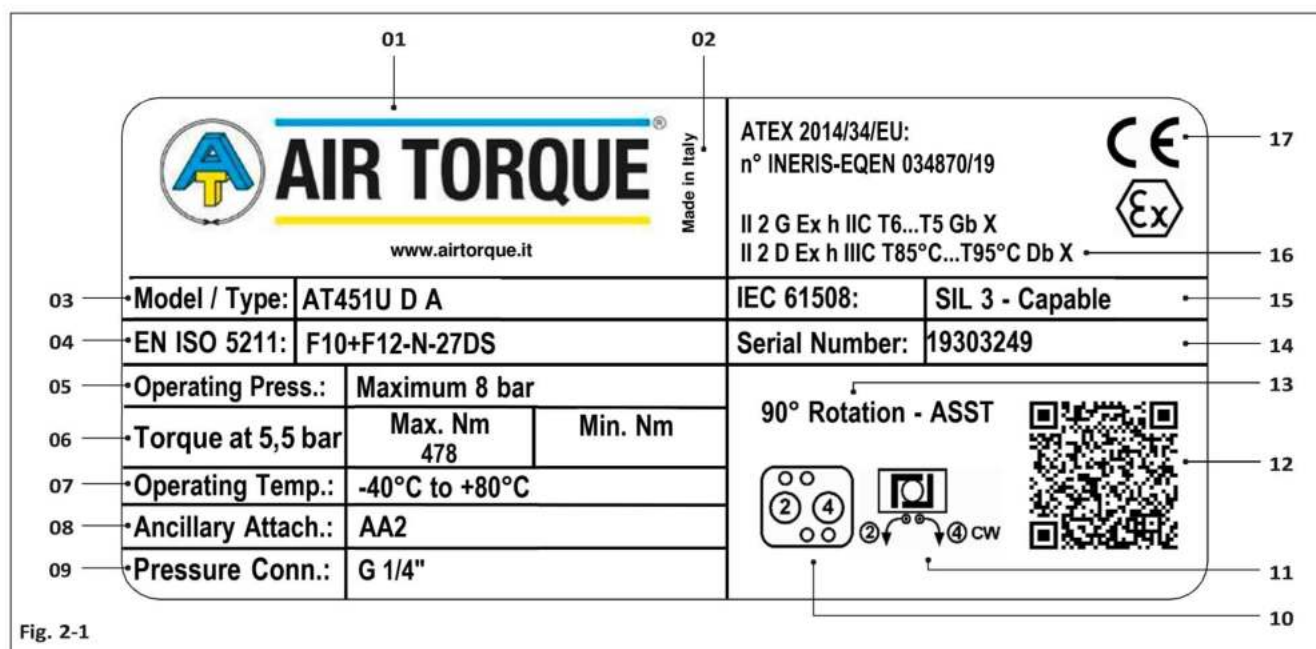 01
02
AT
AIR TORQUE ®
Made in Italy
www.airtorque.it
ATEX 2014/34/EU:
n° INERIS-EQEN 034870/19
CE
17
Ex
II 2 G Ex h IIC T6...T5 Gb X
II 2 D Ex h IIIC T85°C...T95°C Db X
16
03 Model / Type: AT451U D A
IEC 61508: SIL 3 - Capable 15
04 EN ISO 5211: F10+F12-N-27DS
Serial Number: 19303249 14
05 Operating Press.: Maximum 8 bar
13
06 Torque at 5,5 bar Max. Nm 478 Min. Nm
90° Rotation - ASST
12
07 Operating Temp.: -40°C to +80°C
2 4
2 4 CW
08 Ancillary Attach.: AA2
09 Pressure Conn.: G 1/4"
11
10
Fig. 2-1